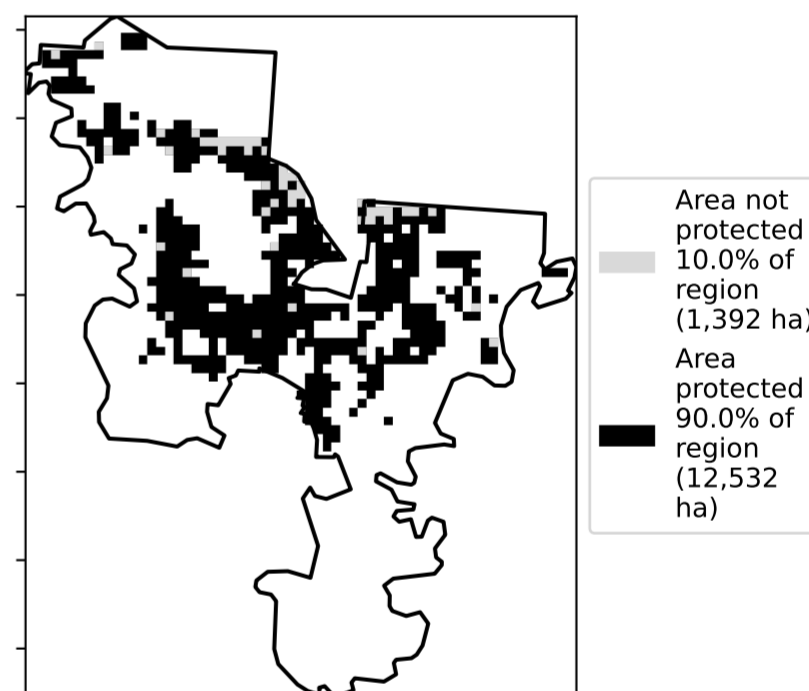 Area not
protected
10.0% of
region
(1,392 ha)
Area
protected
90.0% of
region
(12,532
ha)